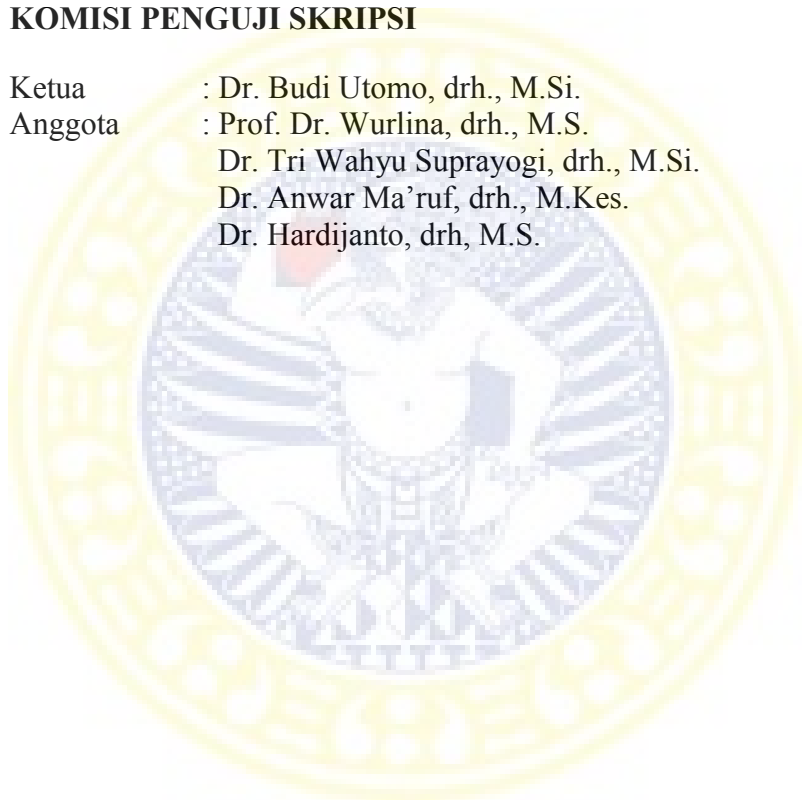 KOMISI PENGUJI SKRIPSI
Ketua : Dr. Budi Utomo, drh., M.Si.
Anggota : Prof. Dr. Wurlina, drh., M.S.
Dr. Tri Wahyu Suprayogi, drh., M.Si.
Dr. Anwar Ma’ruf, drh., M.Kes.
Dr. Hardijanto, drh, M.S.